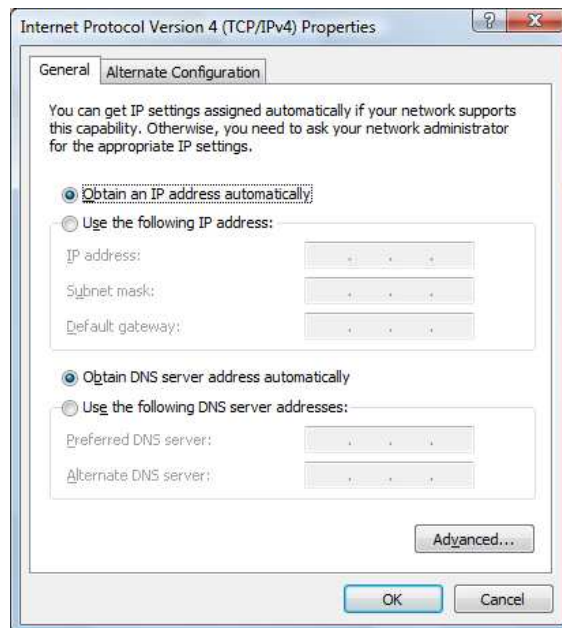 Internet Protocol Version 4 (TCP/IPv4) Properties
General
Alternate Configuration
You can get IP settings assigned automatically if your network supports
this capability. Otherwise, you need to ask your network administrator
for the appropriate IP settings.
Obtain an IP address automatically
Use the following IP address:
IP address:
Subnet mask:
Default gateway:
Obtain DNS server address automatically
Use the following DNS server addresses:
Preferred DNS server:
Alternate DNS server:
Advanced...
OK
Cancel